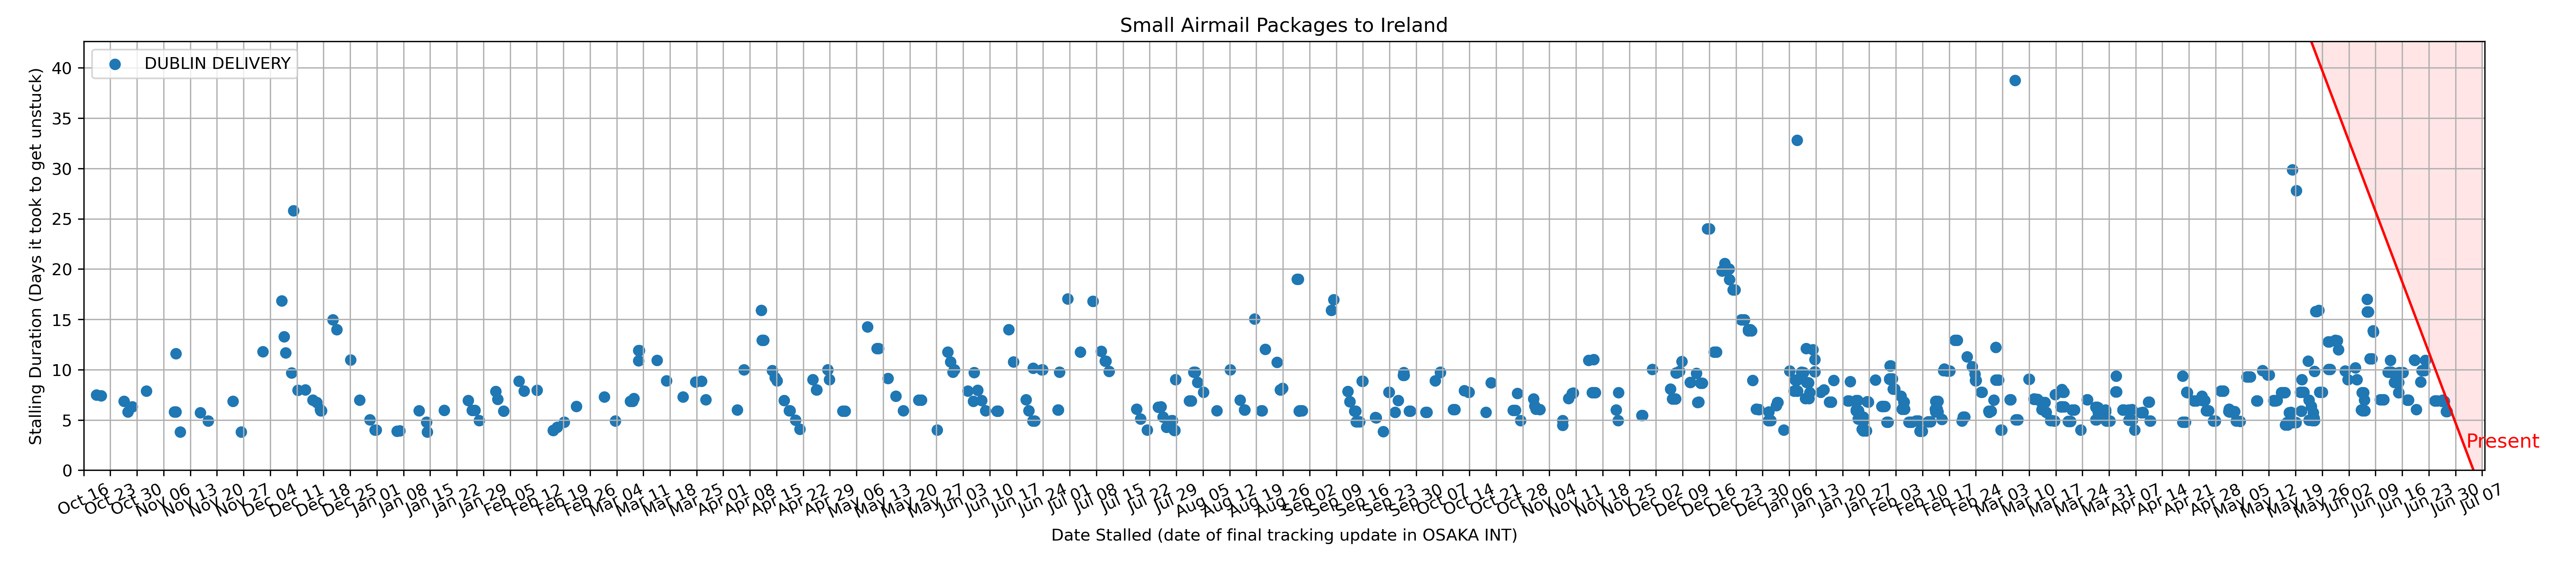 Small Airmail Packages to Ireland
DUBLIN DELIVERY
Stalling Duration (Days it took to get unstuck)
40
35
30
25
20
15
10
5
0
Present
Oct 16
Oct 23
Oct 30
Nov 06
Nov 13
Nov 20
Nov 27
Dec 04
Dec 11
Dec 18
Dec 25
Jan 01
Jan 08
Jan 15
Jan 22
Jan 29
Feb 05
Feb 12
Feb 19
Feb 26
Mar 04
Mar 11
Mar 18
Mar 25
Apr 01
Apr 08
Apr 15
Apr 22
Apr 29
May 06
May 13
May 20
May 27
Jun 03
Jun 10
Jun 17
Jun 24
Jul 01
Jul 08
Jul 15
Jul 22
Jul 29
Aug 05
Aug 12
Aug 19
Aug 26
Sep 02
Sep 09
Sep 16
Sep 23
Sep 30
Oct 07
Oct 14
Oct 21
Oct 28
Nov 04
Nov 11
Nov 18
Nov 25
Dec 02
Dec 09
Dec 16
Dec 23
Dec 30
Jan 06
Jan 13
Jan 20
Jan 27
Feb 03
Feb 10
Feb 17
Feb 24
Mar 03
Mar 10
Mar 17
Mar 24
Mar 31
Apr 07
Apr 14
Apr 21
Apr 28
May 05
May 12
May 19
May 26
Jun 02
Jun 09
Jun 16
Jun 23
Jun 30
Jul 07
Date Stalled (date of final tracking update in OSAKA INT)